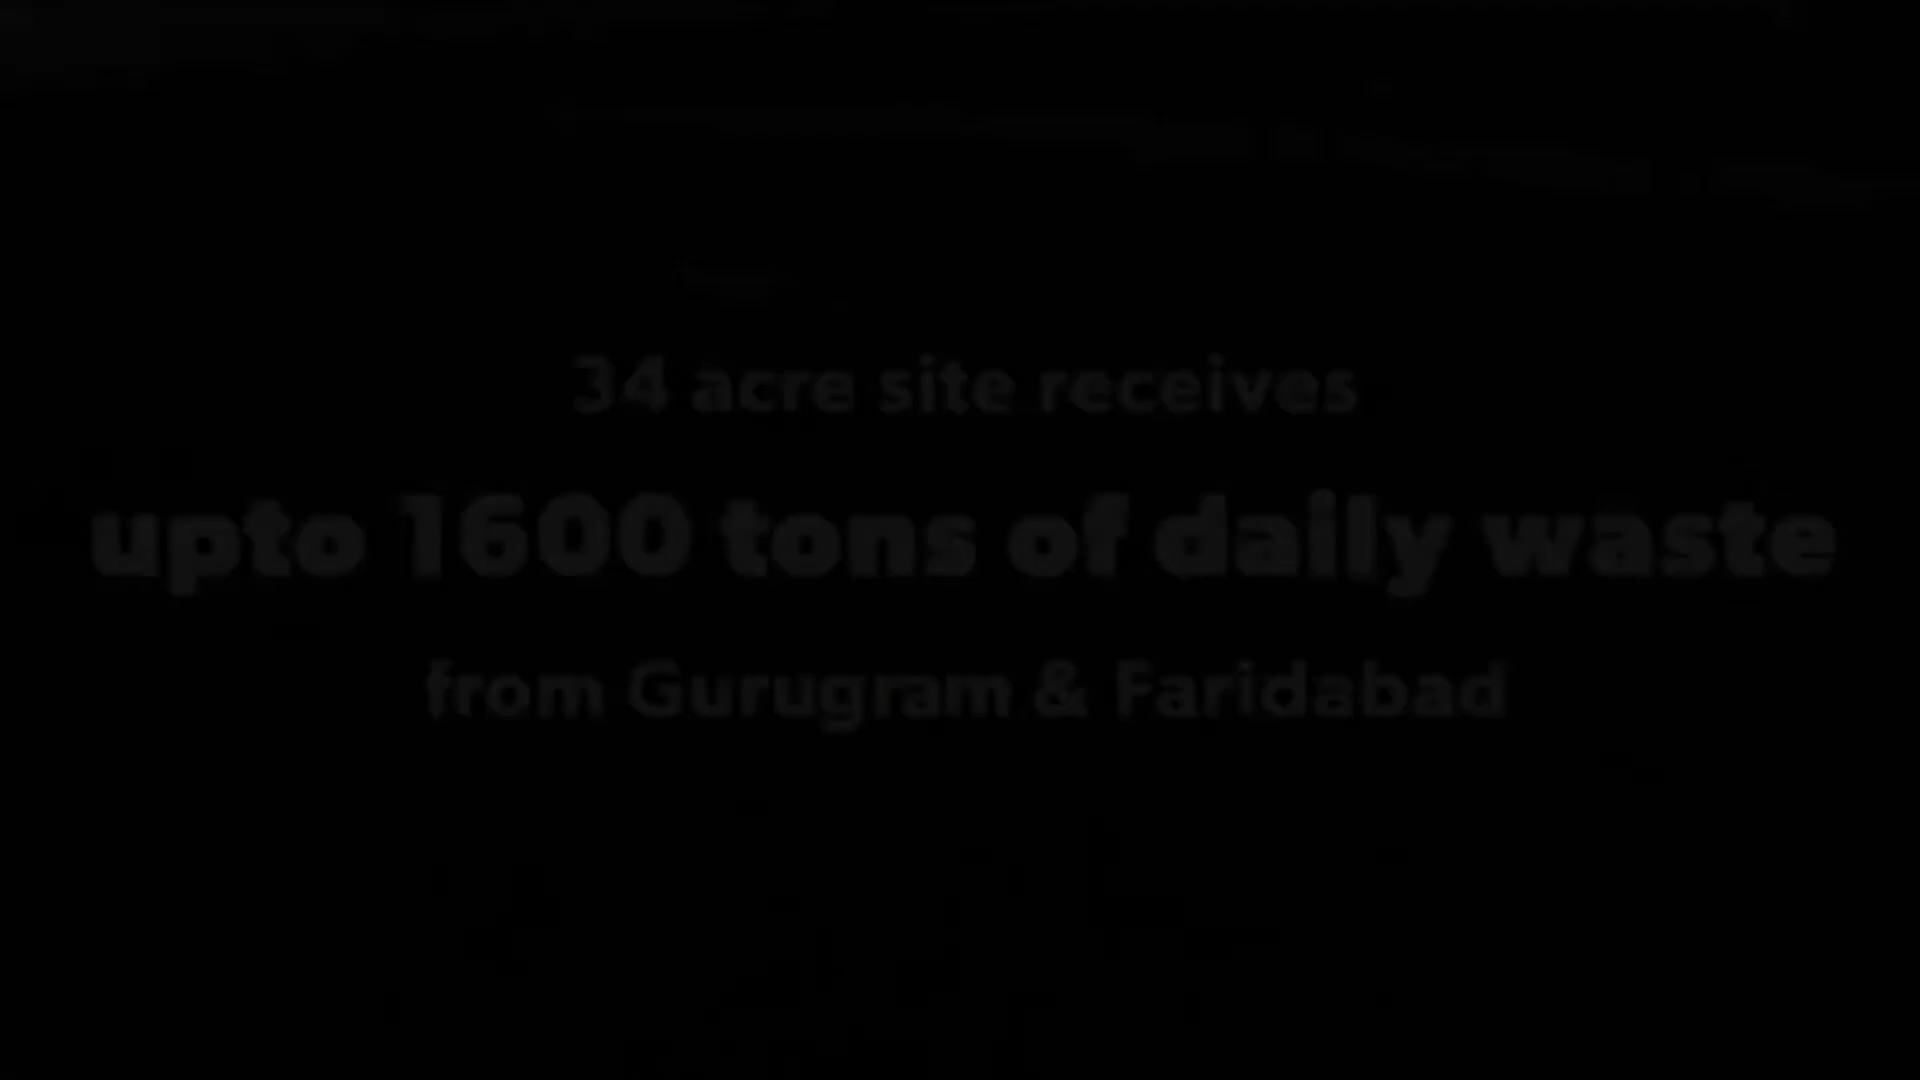 34 acre site receives
upto 1600 tons of daily waste
from Gurugram & Faridabad